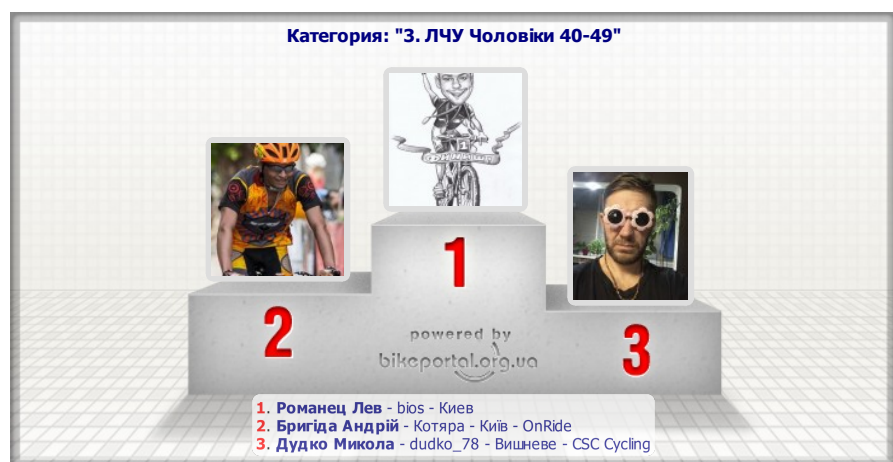 Категория: "3. ЛЧУ Чоловіки 40-49"
1
2
3
powered by
bikeportal.org.ua
1. Романец Лев - bios - Киев
2. Бригіда Андрій - Котяра - Київ - OnRide
3. Дудко Микола - dudko_78 - Вишневе - CSC Cycling